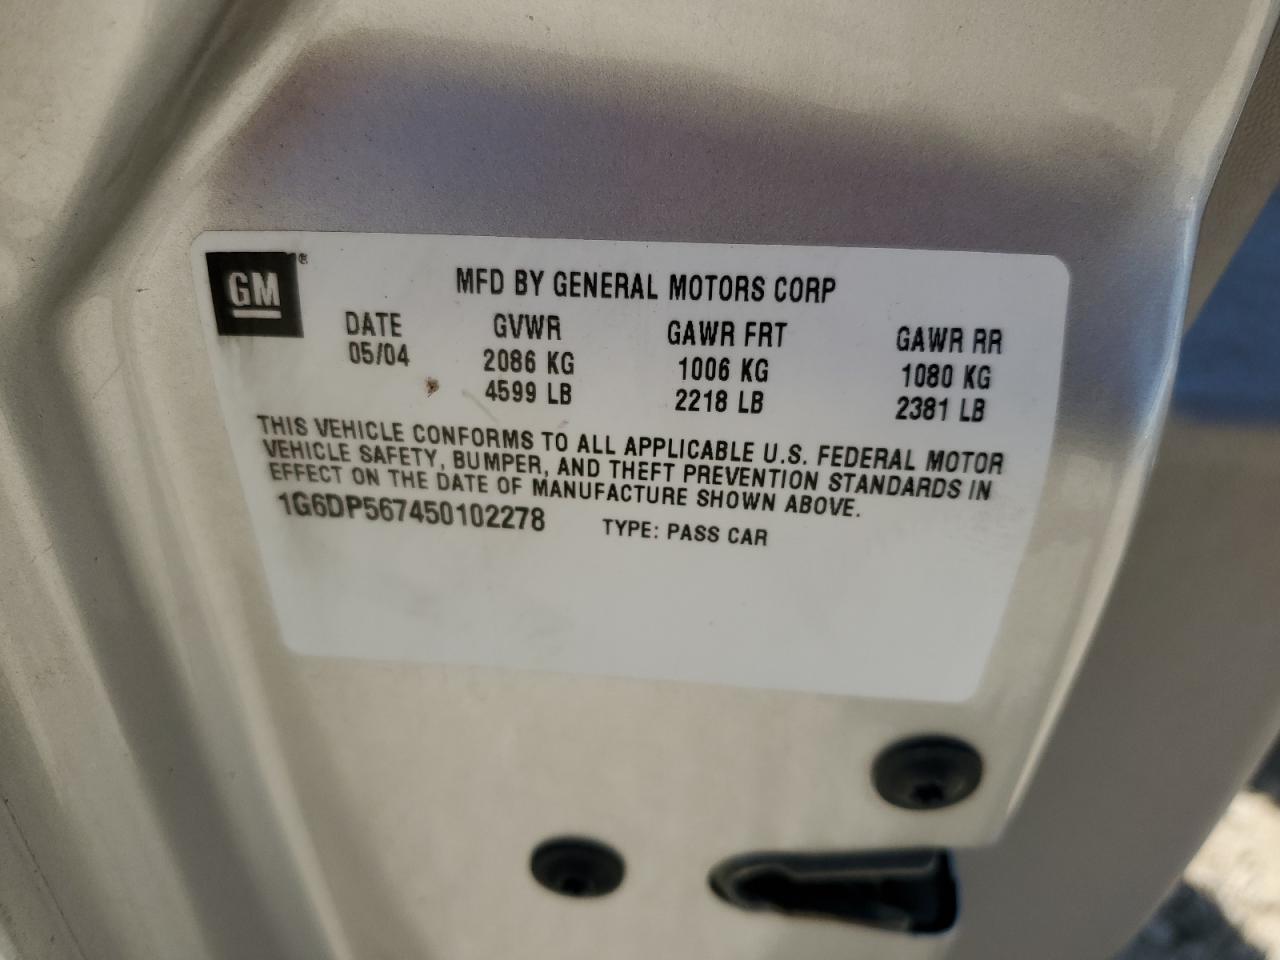 GM®
MFD BY GENERAL MOTORS CORP
DATE GVWR GAWR FRT GAWR RR
05/04 2086 KG 1006 KG 1080 KG
4599 LB 2218 LB 2381 LB
THIS VEHICLE CONFORMS TO ALL APPLICABLE U.S. FEDERAL MOTOR
VEHICLE SAFETY, BUMPER, AND THEFT PREVENTION STANDARDS IN
EFFECT ON THE DATE OF MANUFACTURE SHOWN ABOVE.
1G6DP567450102278 TYPE: PASS CAR